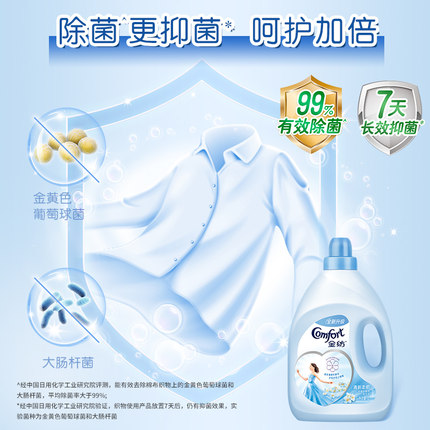 除菌^更抑菌^* 呵护加倍
99%
有效除菌^
7天
长效抑菌*
金黄色
葡萄球菌
大肠杆菌
全新升级
Comfort
金纺
^经中国日用化学工业研究院评测，能有效去除棉布织物上的金黄色葡萄球菌和
大肠杆菌，平均除菌率大于99%;
*经中国日用化学工业研究院验证，织物使用产品放置7天后，仍有抑菌效果，实
验菌种为金黄色葡萄球菌和大肠杆菌